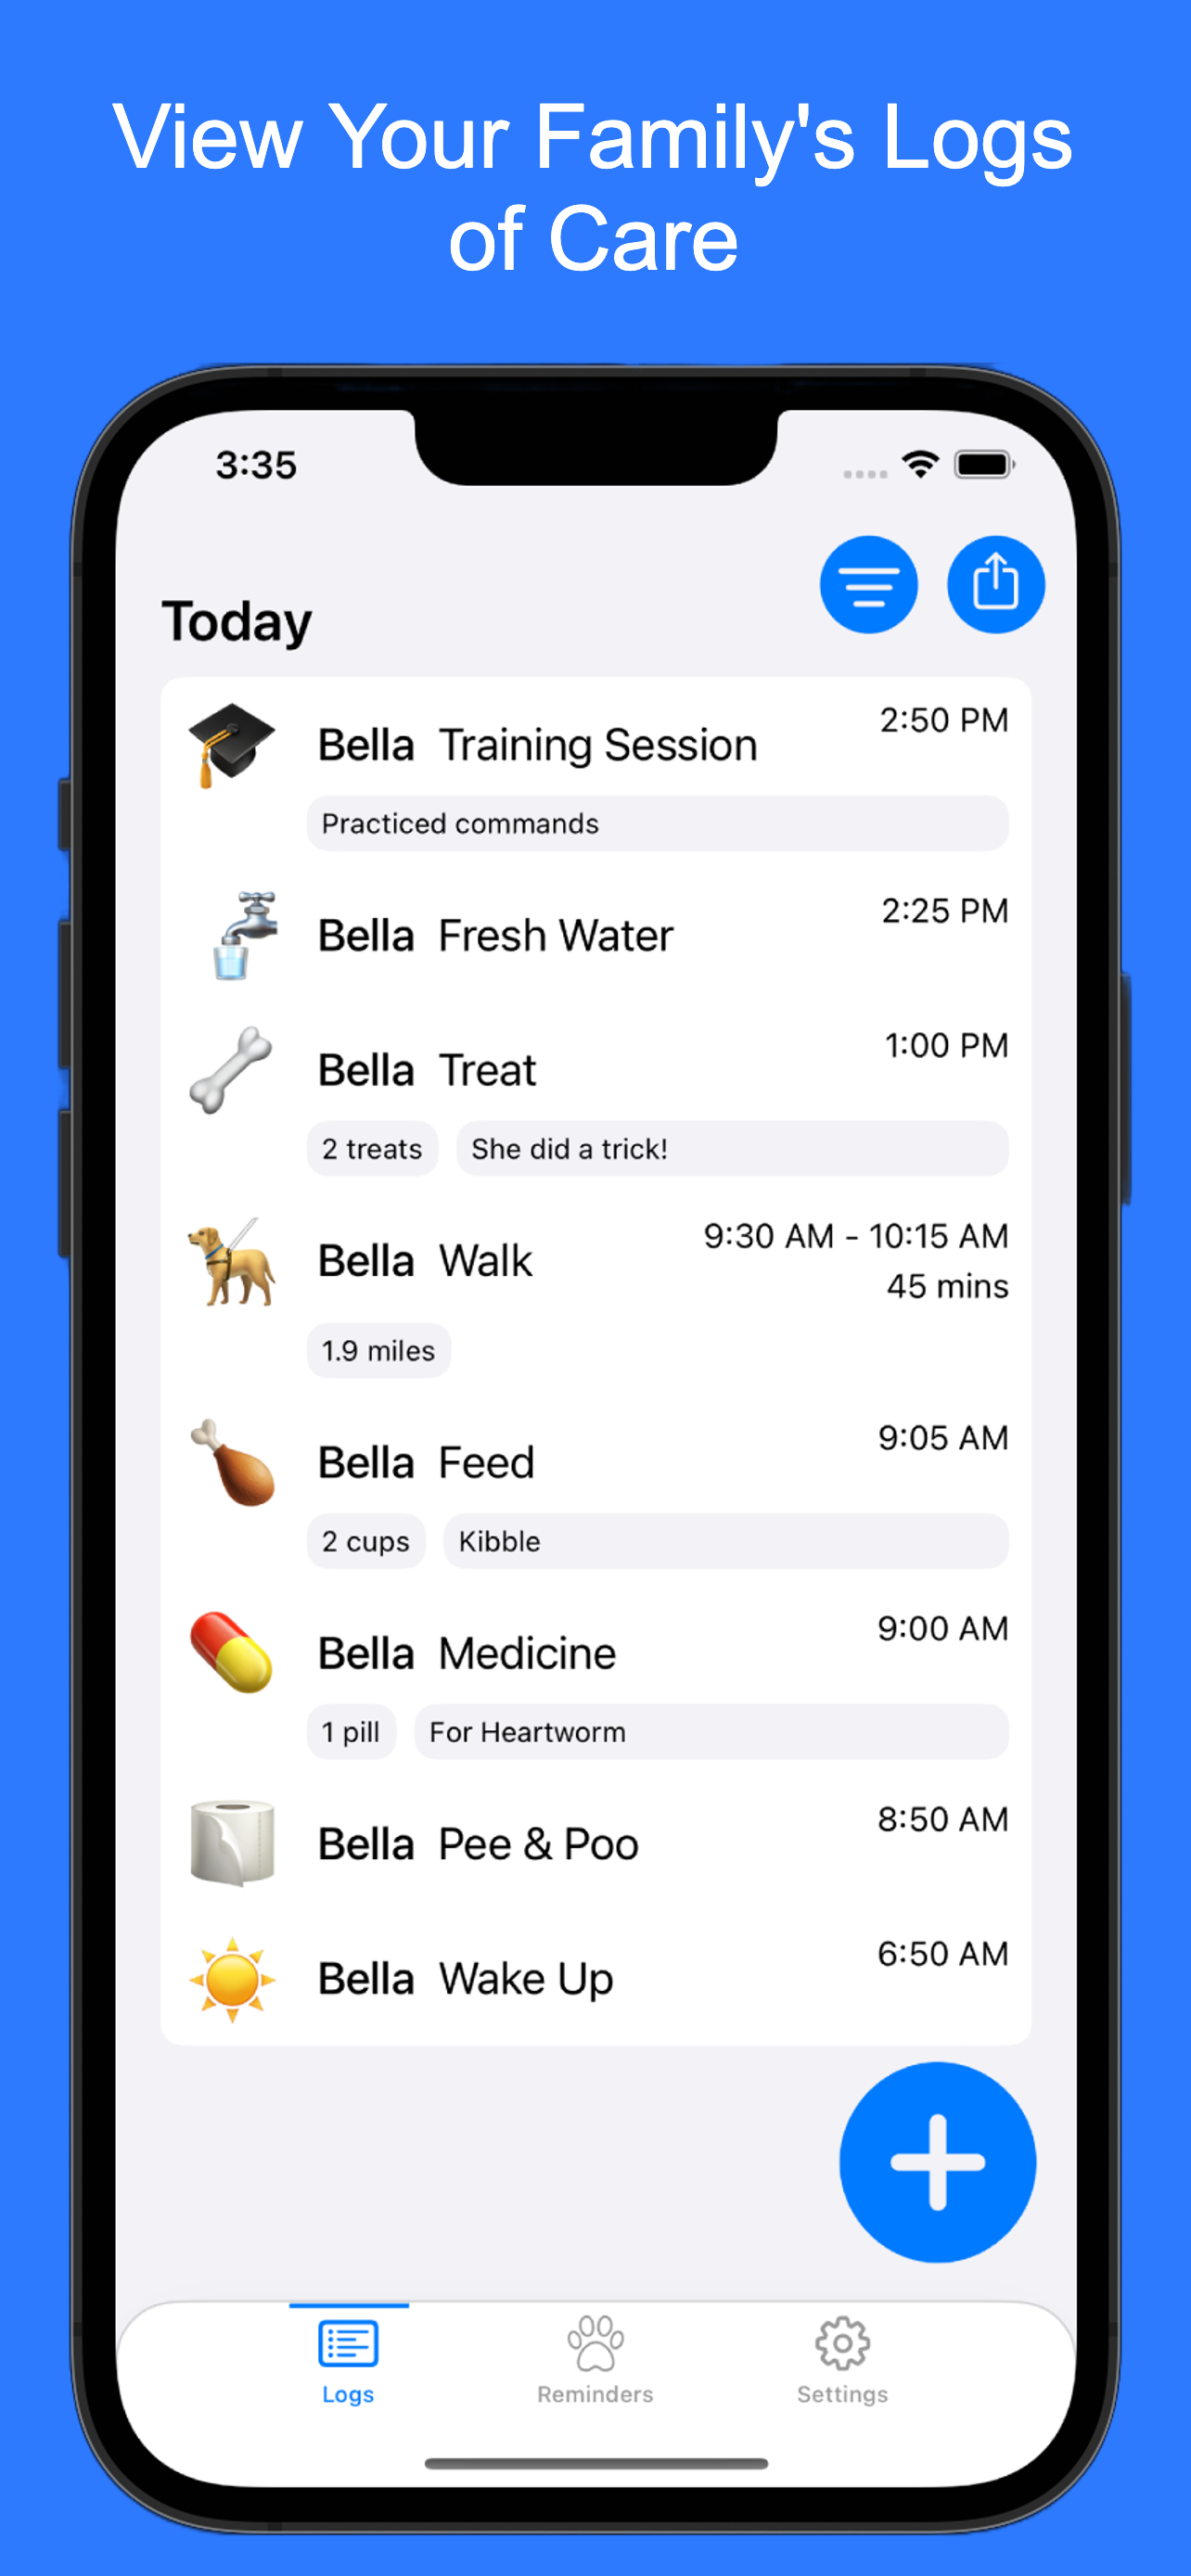 View Your Family's Logs
of Care
3:35
Today
Bella Training Session 2:50 PM
Practiced commands
Bella Fresh Water 2:25 PM
Bella Treat 1:00 PM
2 treats She did a trick!
Bella Walk 9:30 AM - 10:15 AM
45 mins
1.9 miles
Bella Feed 9:05 AM
2 cups Kibble
Bella Medicine 9:00 AM
1 pill For Heartworm
Bella Pee & Poo 8:50 AM
Bella Wake Up 6:50 AM
Logs Reminders Settings